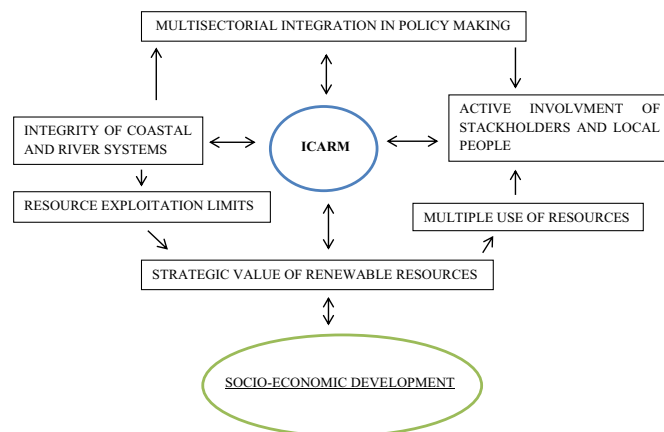 MULTISECTORIAL INTEGRATION IN POLICY MAKING
INTEGRITY OF COASTAL
AND RIVER SYSTEMS
ICARM
ACTIVE INVOLVMENT OF
STACKHOLDERS AND LOCAL
PEOPLE
RESOURCE EXPLOITATION LIMITS
MULTIPLE USE OF RESOURCES
STRATEGIC VALUE OF RENEWABLE RESOURCES
SOCIO-ECONOMIC DEVELOPMENT